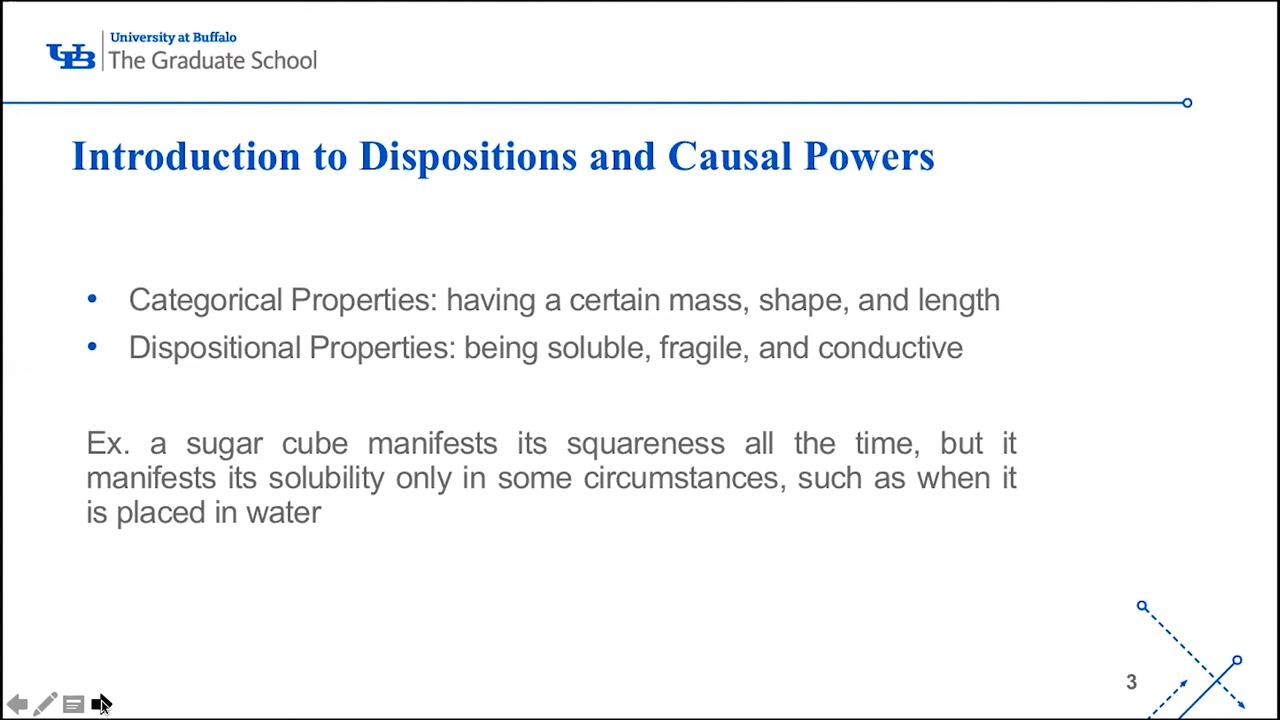 University at Buffalo
UB The Graduate School
Introduction to Dispositions and Causal Powers
• Categorical Properties: having a certain mass, shape, and length
• Dispositional Properties: being soluble, fragile, and conductive
Ex. a sugar cube manifests its squareness all the time, but it
manifests its solubility only in some circumstances, such as when it
is placed in water
3